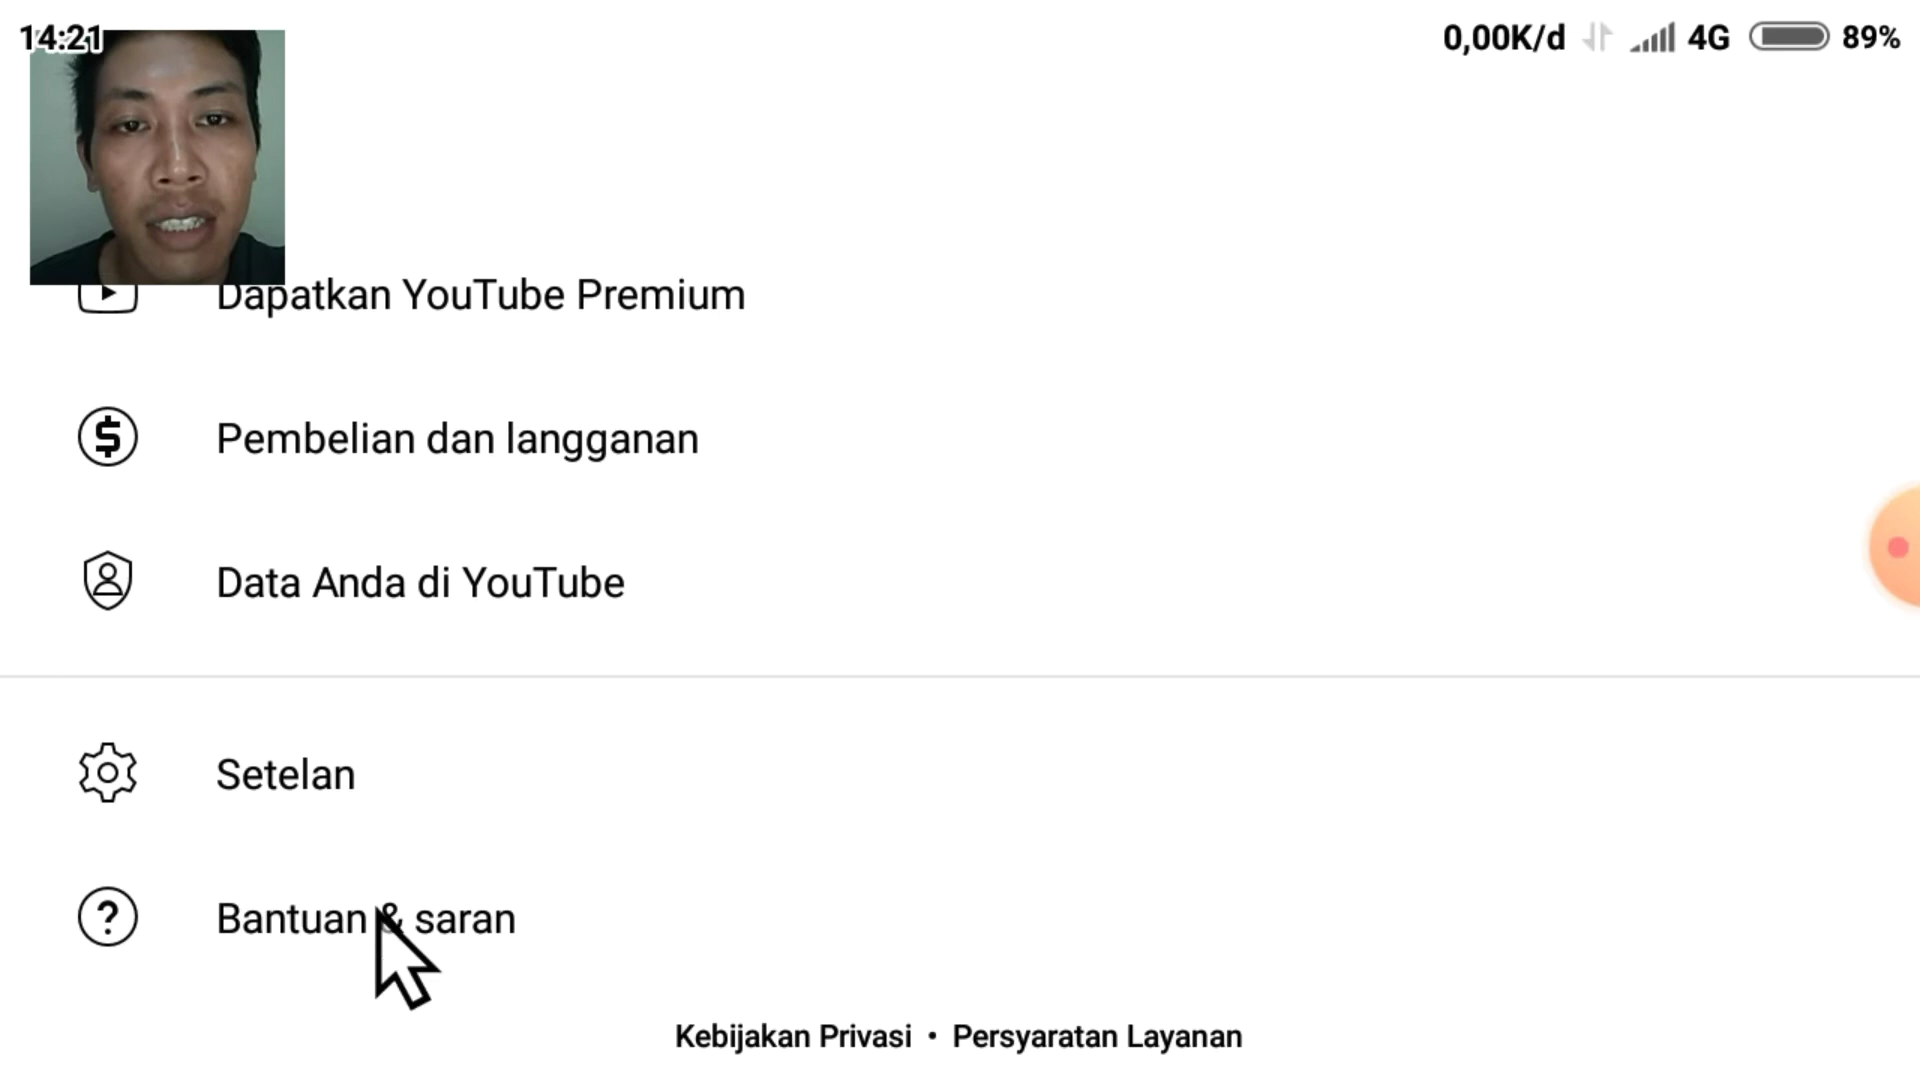 14:21
0,00K/d 4G 89%
Dapatkan YouTube Premium
Pembelian dan langganan
Data Anda di YouTube
Setelan
Bantuan & saran
Kebijakan Privasi • Persyaratan Layanan